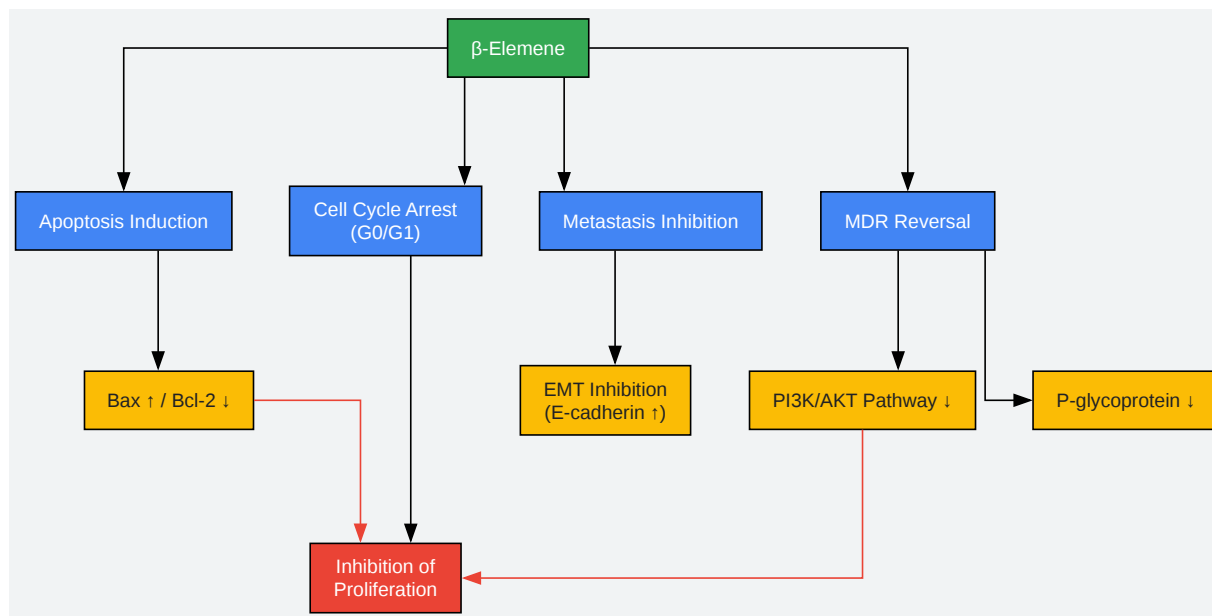 β-Elemene
Apoptosis Induction
Cell Cycle Arrest
(G0/G1)
Metastasis Inhibition
MDR Reversal
Bax ↑ / Bcl-2 ↓
EMT Inhibition
(E-cadherin ↑)
PI3K/AKT Pathway ↓
P-glycoprotein ↓
Inhibition of
Proliferation